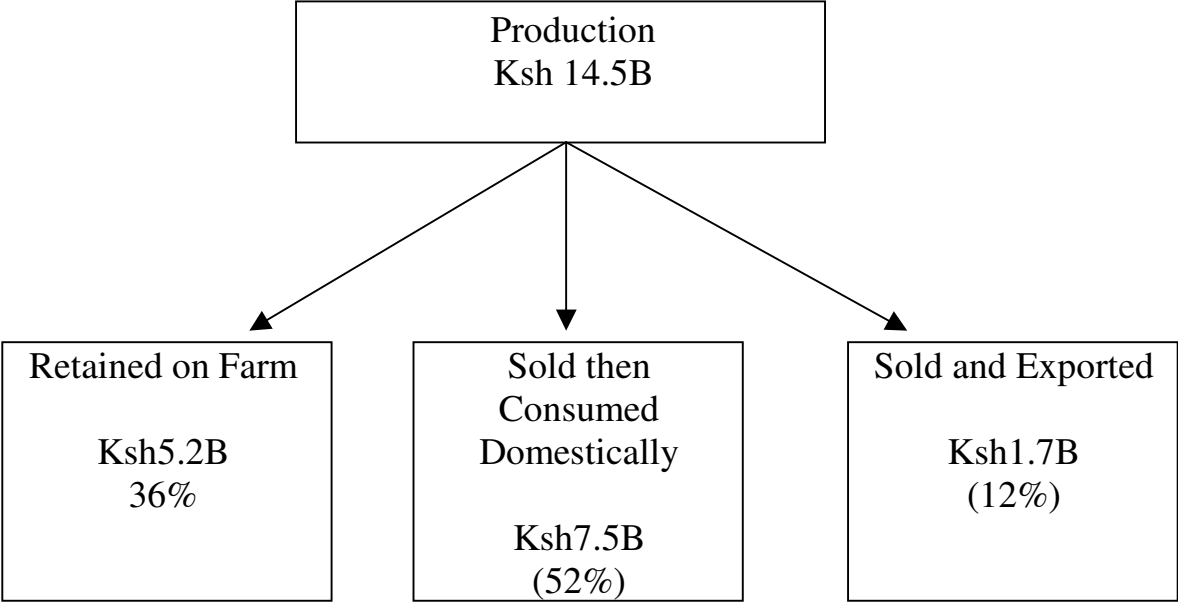 Production
Ksh 14.5B
Retained on Farm
Ksh5.2B
36%
Sold then
Consumed
Domestically
Ksh7.5B
(52%)
Sold and Exported
Ksh1.7B
(12%)